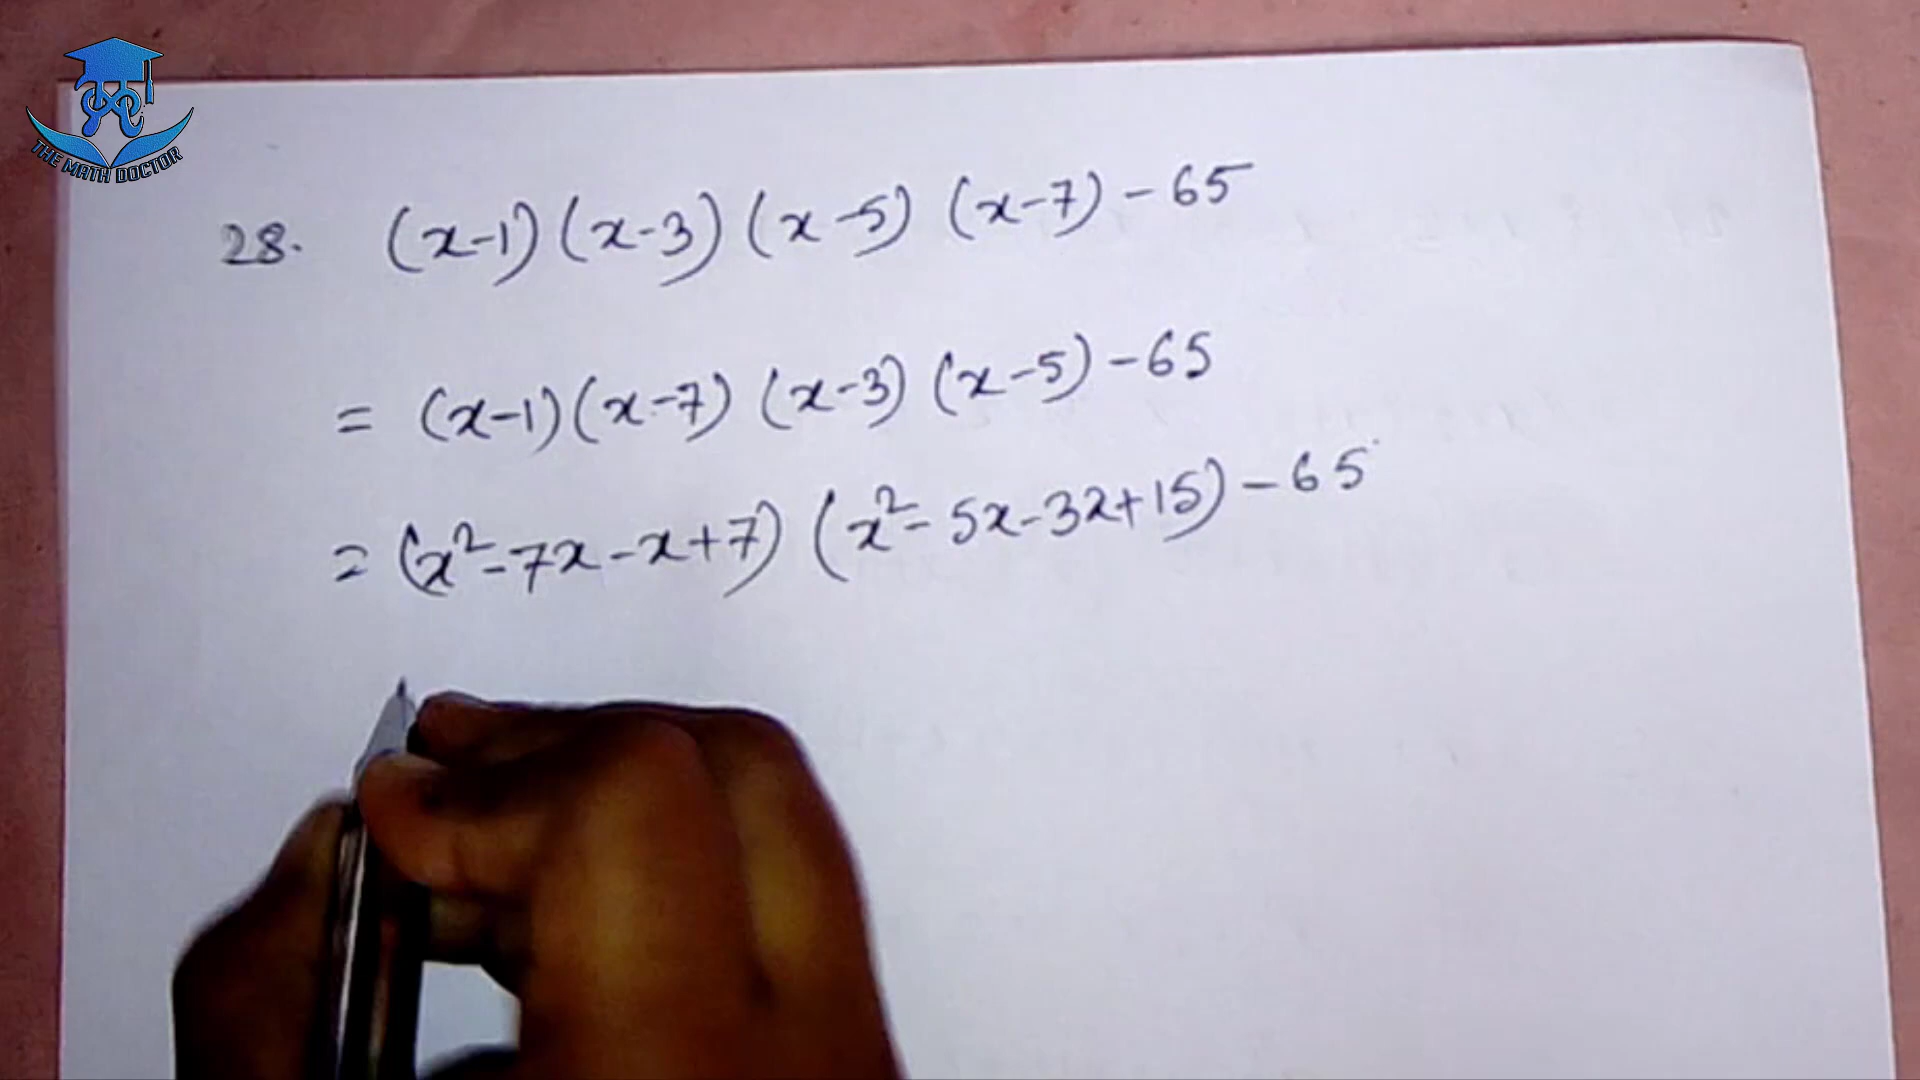 THE MATH DOCTOR
28. (x-1)(x-3)(x-5)(x-7)-65
= (x-1)(x-7)(x-3)(x-5)-65
= (x²-7x-x+7)(x²-5x-3x+15)-65